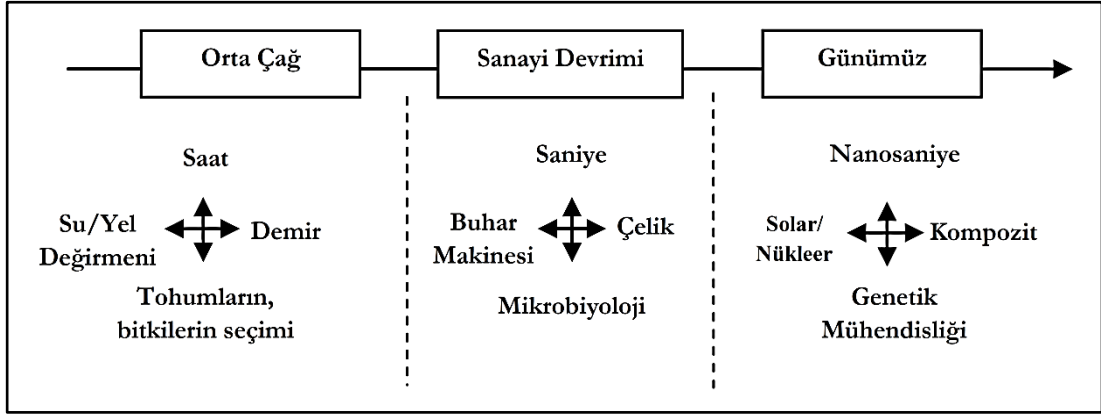 Orta Çağ
Sanayi Devrimi
Günümüz
Saat
Su/Yel
Değirmeni
Demir
Tohumların,
bitkilerin seçimi
Saniye
Buhar
Makinesi
Çelik
Mikrobiyoloji
Nanosaniye
Solar/
Nükleer
Kompozit
Genetik
Mühendisliği